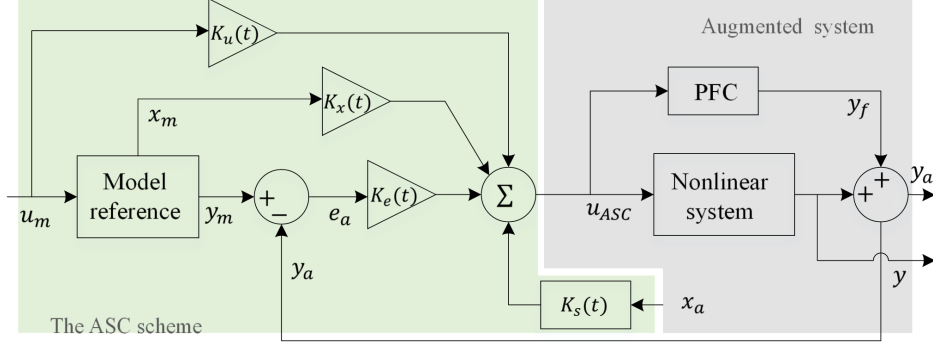 K_u(t)
Augmented system
K_x(t)
PFC
x_m
y_f
Model
reference
Nonlinear
system
K_e(t)
Σ
+
−
+
+
y_a
u_m
y_m
e_a
u_ASC
y_a
y
K_s(t)
x_a
The ASC scheme